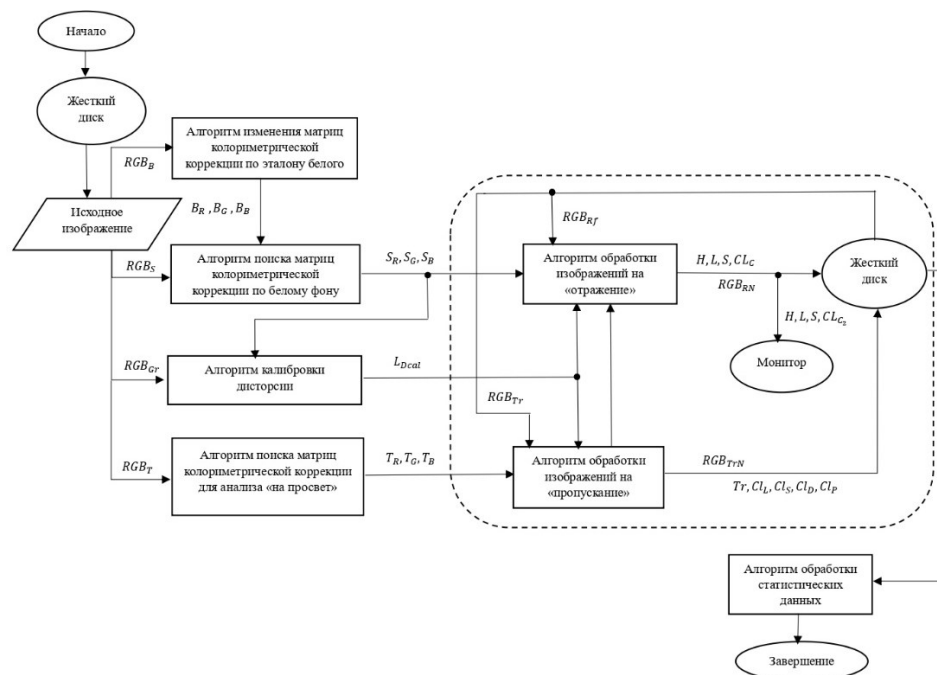 Начало
Жесткий
диск
Исходное
изображение
RGB_B
Алгоритм изменения матриц
колориметрической
коррекции по эталону белого
B_R , B_G , B_B
RGB_S
Алгоритм поиска матриц
колориметрической
коррекции по белому фону
S_R, S_G, S_B
RGB_Gr
Алгоритм калибровки
дисторсии
L_Dcal
RGB_T
Алгоритм поиска матриц
колориметрической коррекции
для анализа «на просвет»
T_R, T_G, T_B
RGB_Rf
Алгоритм обработки
изображений на
«отражение»
H, L, S, CL_C
RGB_RN
Жесткий
диск
H, L, S, CL_C₂
Монитор
RGB_Tr
Алгоритм обработки
изображений на
«пропускание»
RGB_TrN
Tr, Cl_L, Cl_S, Cl_D, Cl_P
Алгоритм обработки
статистических
данных
Завершение